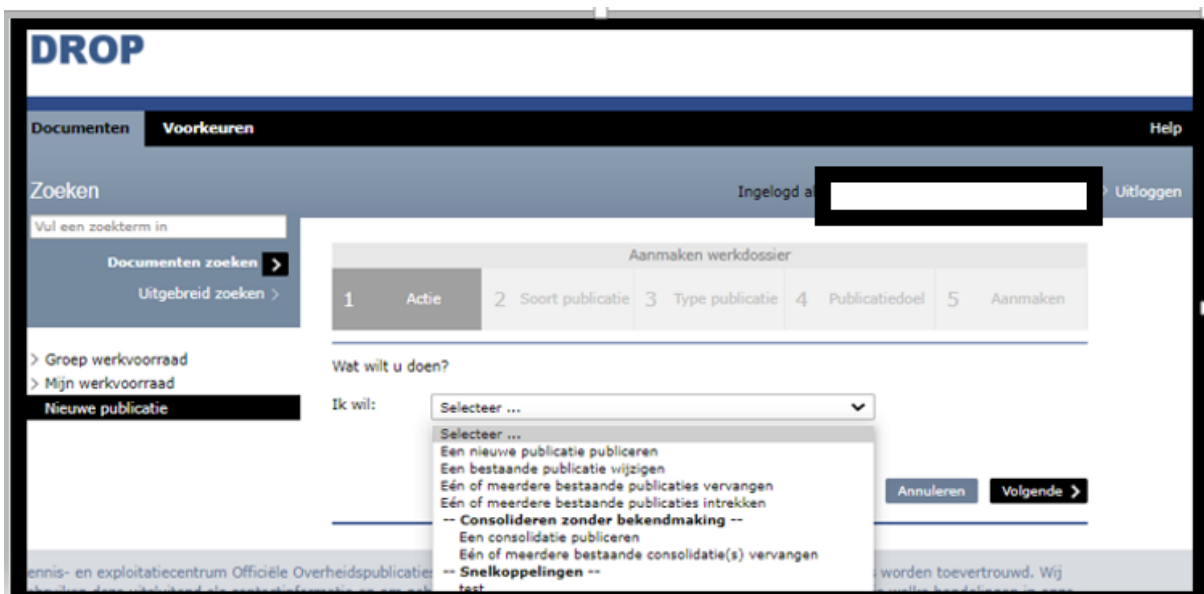 DROP
Documenten Voorkeuren Help
Zoeken
Ingelogd al
Uitloggen
Vul een zoekterm in
Documenten zoeken
Uitgebreid zoeken
Aanmaken werkdossier
1 Actie 2 Soort publicatie 3 Type publicatie 4 Publicatiedoel 5 Aanmaken
Groep werkvoorraad
Mijn werkvoorraad
Nieuwe publicatie
Wat wilt u doen?
Ik wil: Selecteer ...
Selecteer ...
Een nieuwe publicatie publiceren
Een bestaande publicatie wijzigen
Eén of meerdere bestaande publicaties vervangen
Eén of meerdere bestaande publicaties intrekken
-- Consolideren zonder bekendmaking --
Een consolidatie publiceren
Eén of meerdere bestaande consolidatie(s) vervangen
-- Snelkoppelingen --
test
Annuleren Volgende
ennis- en exploitatiecentrum Officiële Overheidspublicaties worden toevertrouwd. Wij